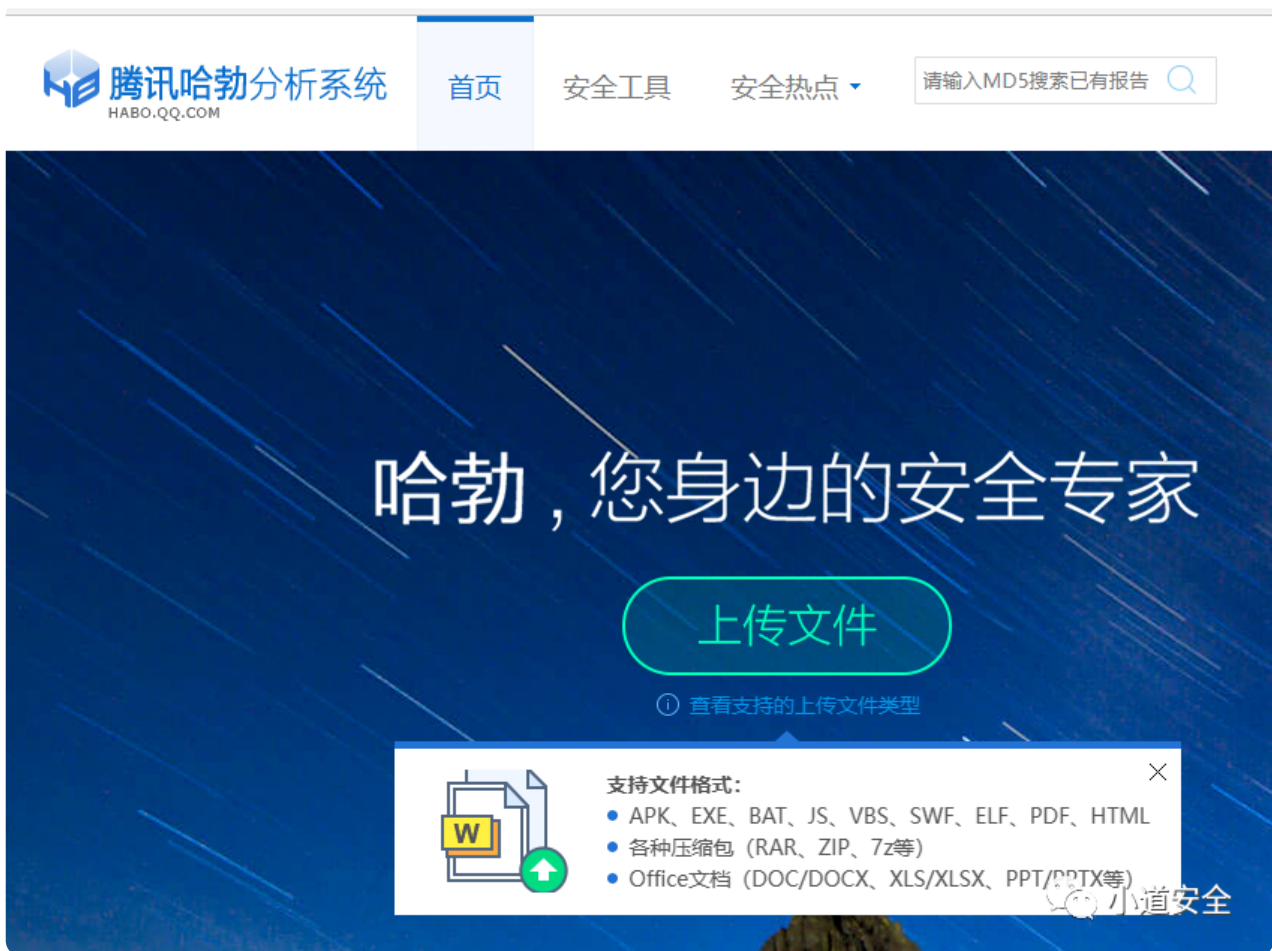 腾讯哈勃分析系统
HABO.QQ.COM
首页
安全工具
安全热点
请输入MD5搜索已有报告
哈勃，您身边的安全专家
上传文件
查看支持的上传文件类型
支持文件格式：
APK、EXE、BAT、JS、VBS、SWF、ELF、PDF、HTML
各种压缩包（RAR、ZIP、7z等）
Office文档（DOC/DOCX、XLS/XLSX、PPT/PPTX等）
W
小道安全